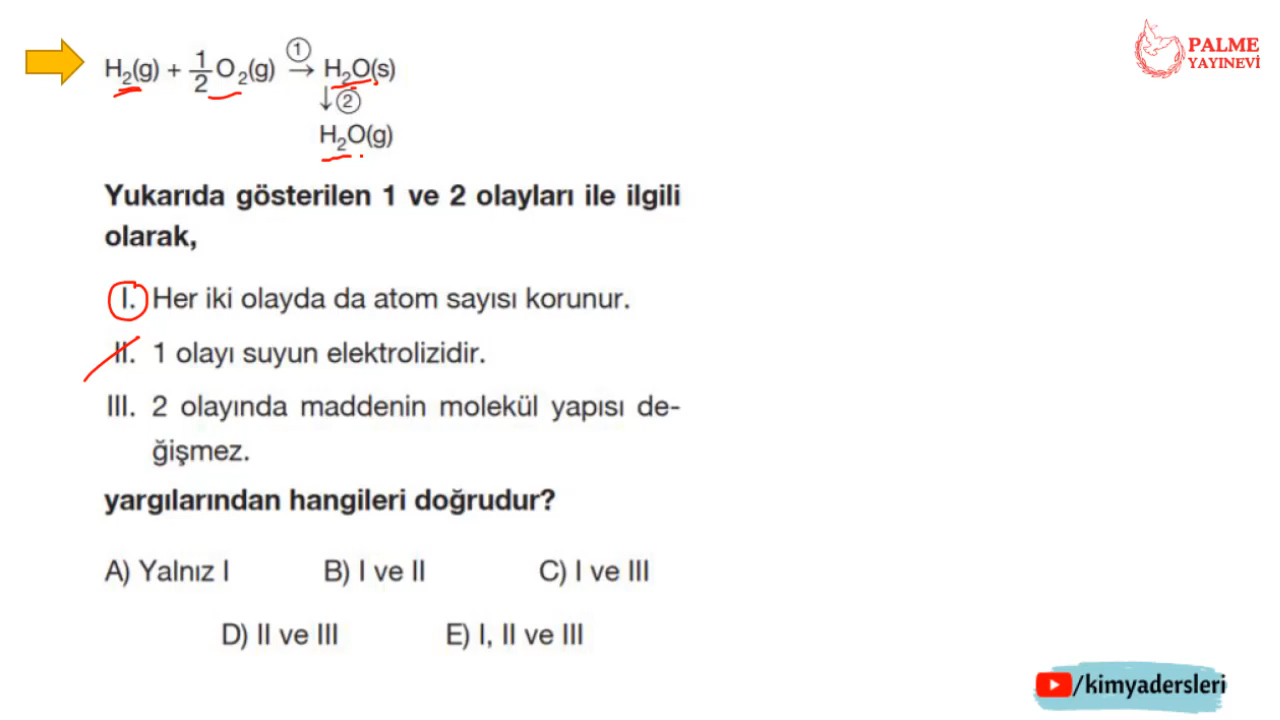 PALME
YAYINEVİ
H₂(g) + 1/2 O₂(g) →① H₂O(s)
↓②
H₂O(g)
Yukarıda gösterilen 1 ve 2 olayları ile ilgili
olarak,
I. Her iki olayda da atom sayısı korunur.
II. 1 olayı suyun elektrolizidir.
III. 2 olayında maddenin molekül yapısı de-
ğişmez.
yargılarından hangileri doğrudur?
A) Yalnız I B) I ve II C) I ve III
D) II ve III E) I, II ve III
/kimyadersleri